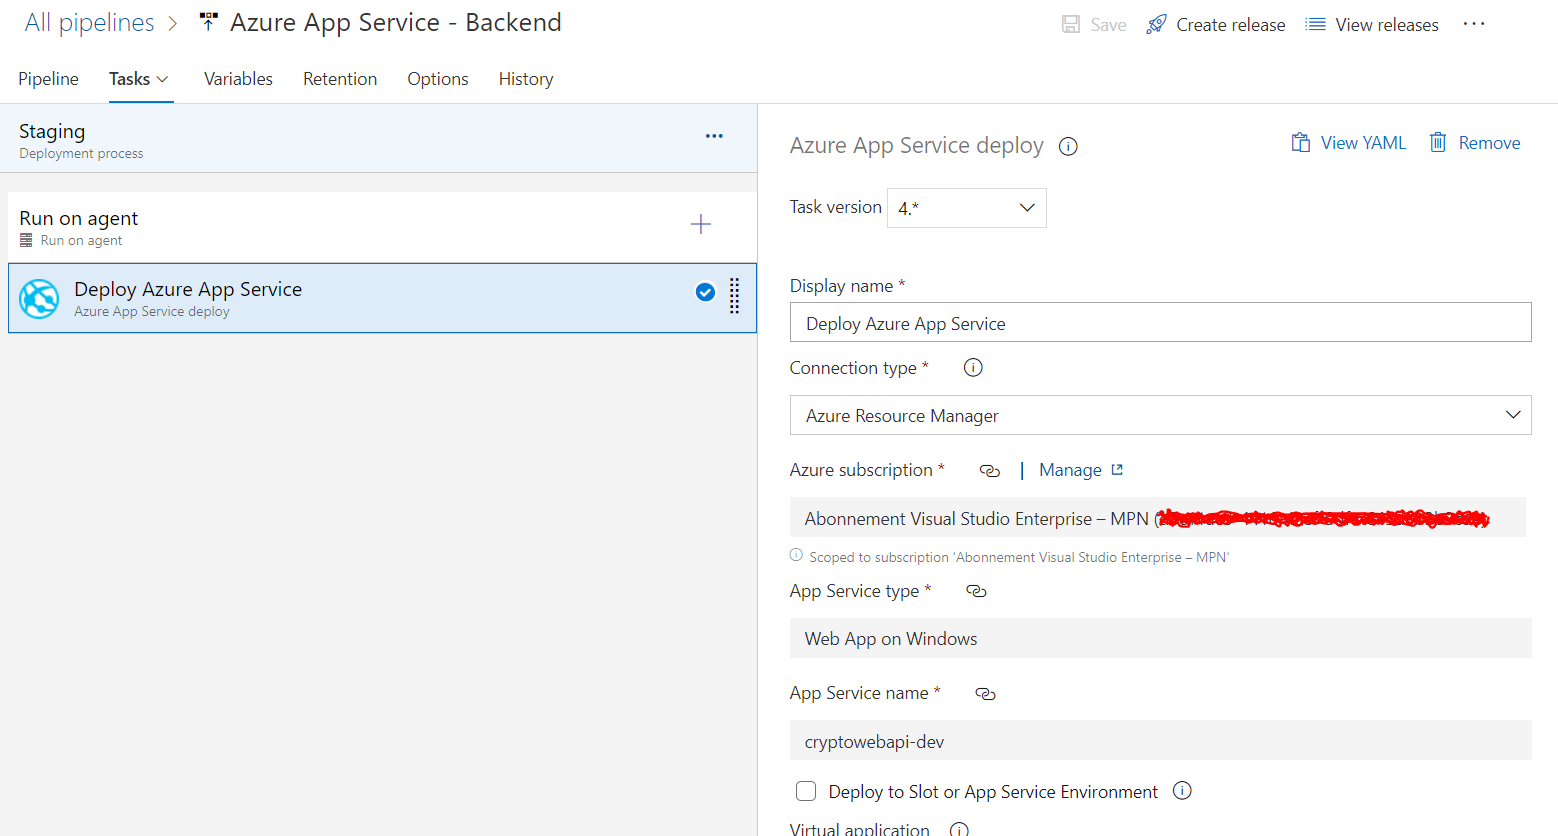 All pipelines > Azure App Service - Backend
Save Create release View releases ...
Pipeline Tasks Variables Retention Options History
Staging
Deployment process
Run on agent
Run on agent
Deploy Azure App Service
Azure App Service deploy
Azure App Service deploy
View YAML Remove
Task version 4.*
Display name *
Deploy Azure App Service
Connection type *
Azure Resource Manager
Azure subscription * | Manage
Abonnement Visual Studio Enterprise – MPN (
Scoped to subscription 'Abonnement Visual Studio Enterprise – MPN'
App Service type *
Web App on Windows
App Service name *
cryptowebapi-dev
Deploy to Slot or App Service Environment
Virtual application